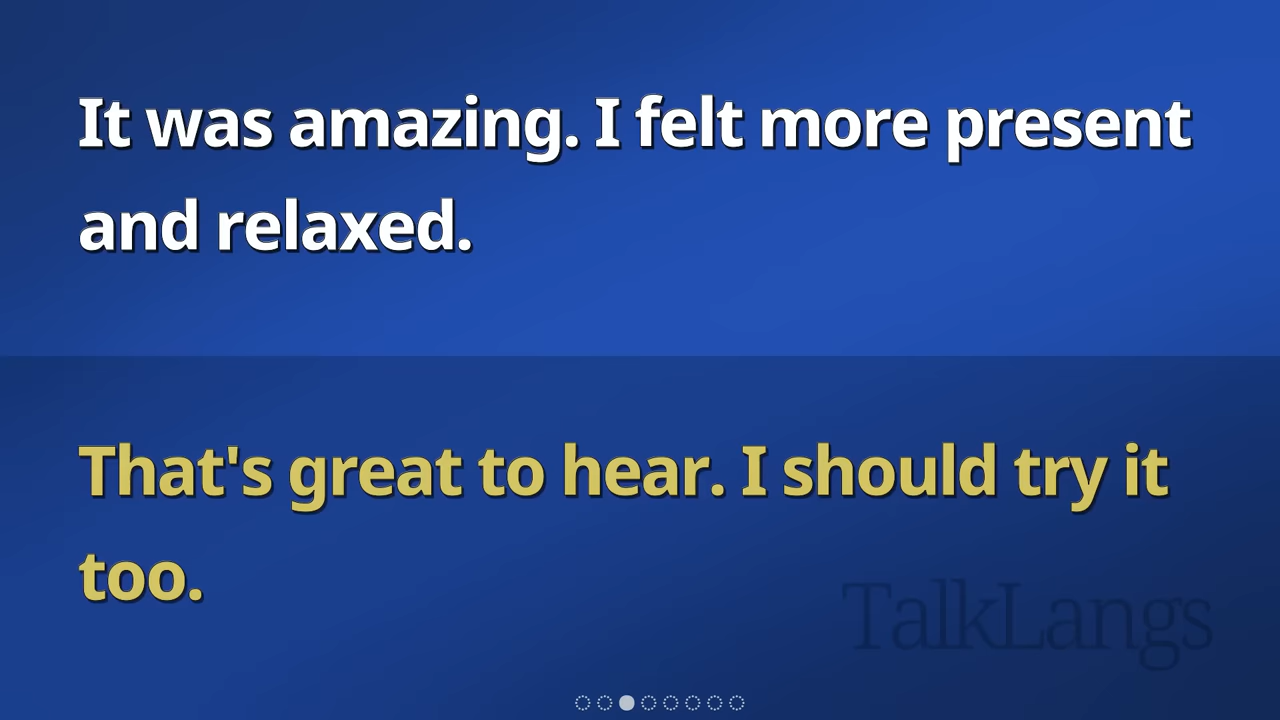 It was amazing. I felt more present
and relaxed.
That's great to hear. I should try it
too.
TalkLangs